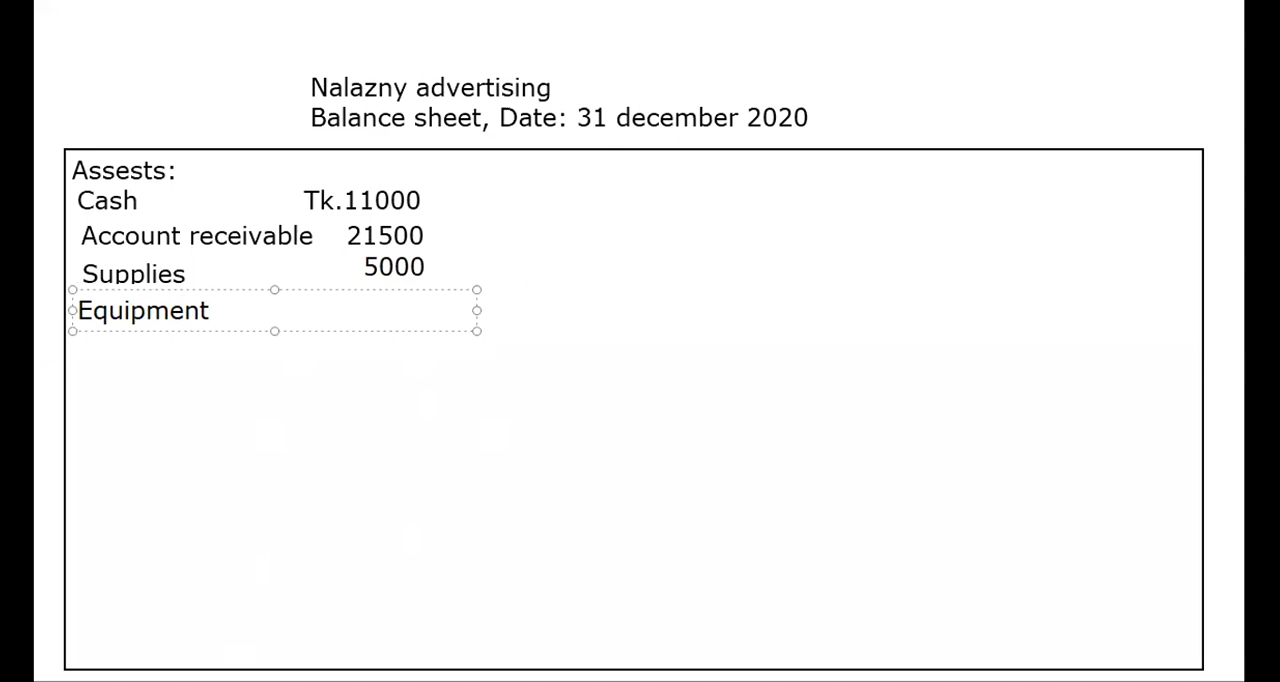 Nalazny advertising
Balance sheet, Date: 31 december 2020
Assests:
Cash Tk.11000
Account receivable 21500
Supplies 5000
Equipment